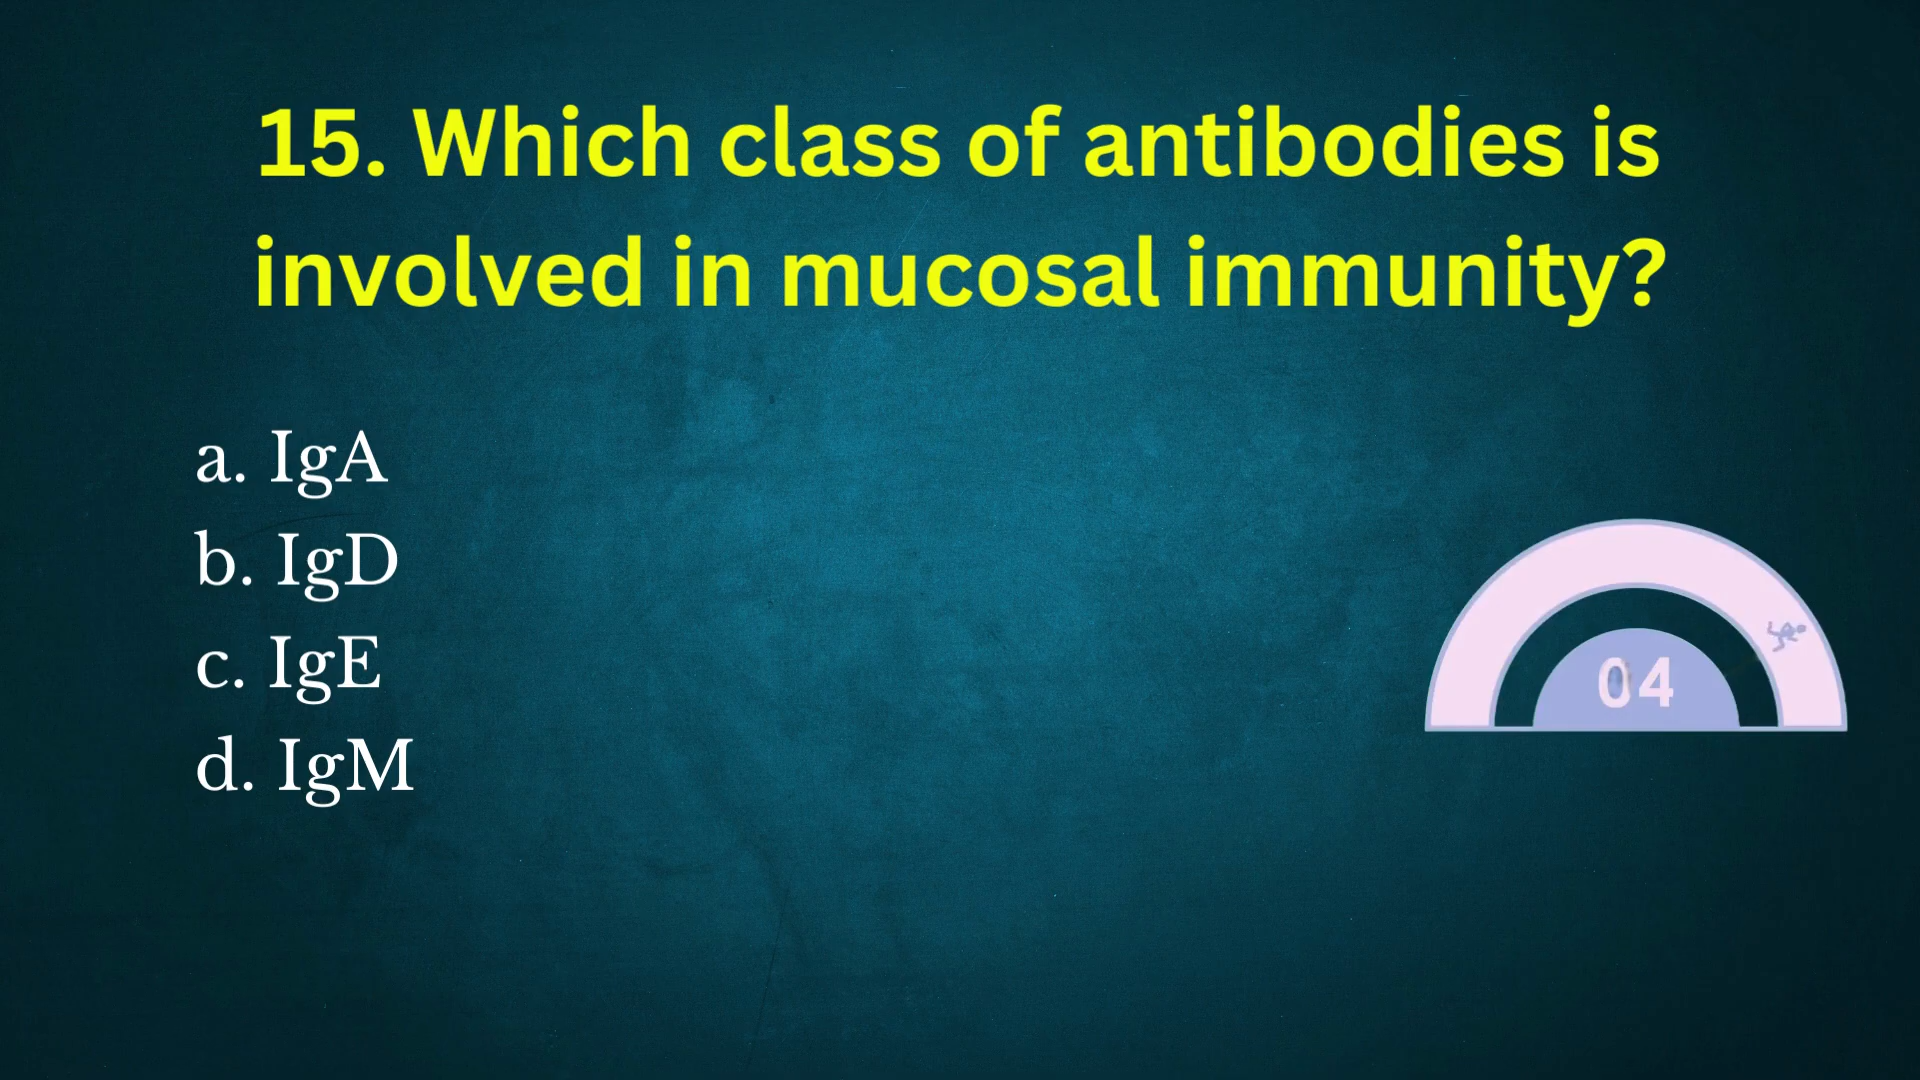 15. Which class of antibodies is
involved in mucosal immunity?
a. IgA
b. IgD
c. IgE
d. IgM
04